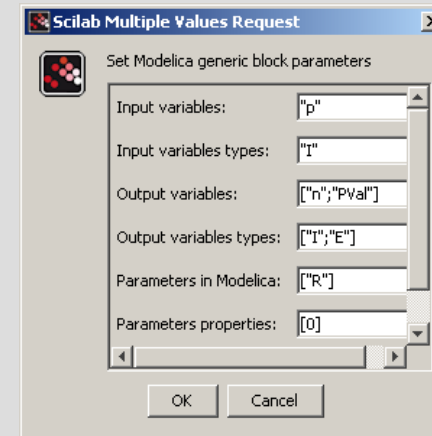 Scilab Multiple Values Request
Set Modelica generic block parameters
Input variables: "p"
Input variables types: "I"
Output variables: ["n";"PVal"]
Output variables types: ["I";"E"]
Parameters in Modelica: ["R"]
Parameters properties: [0]
OK Cancel